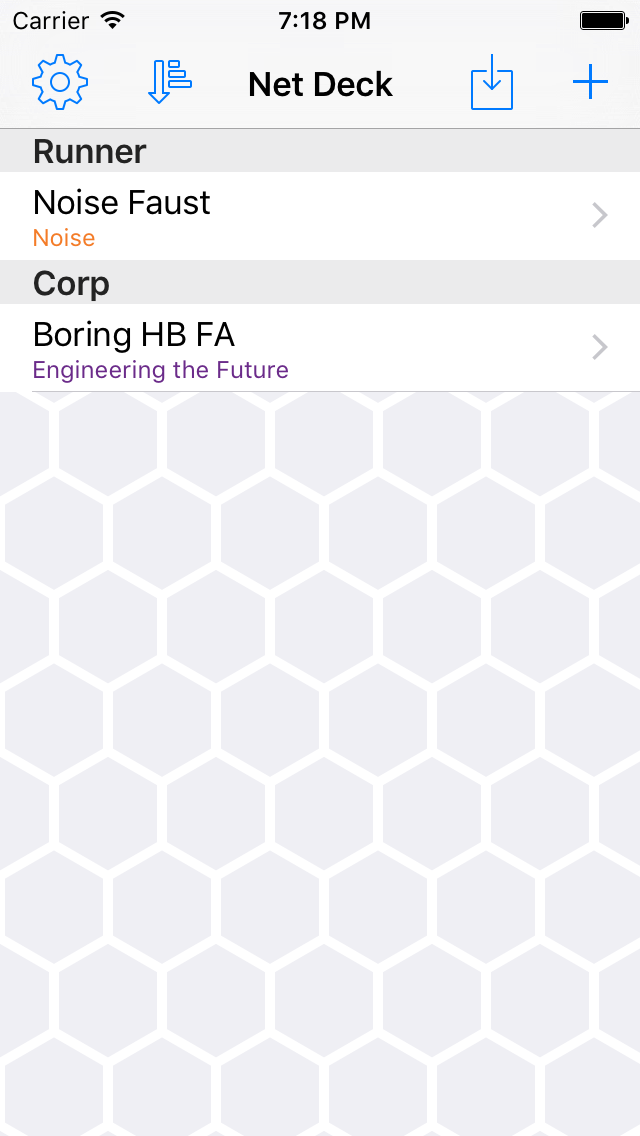 Carrier 7:18 PM
Net Deck
Runner
Noise Faust
Noise
Corp
Boring HB FA
Engineering the Future